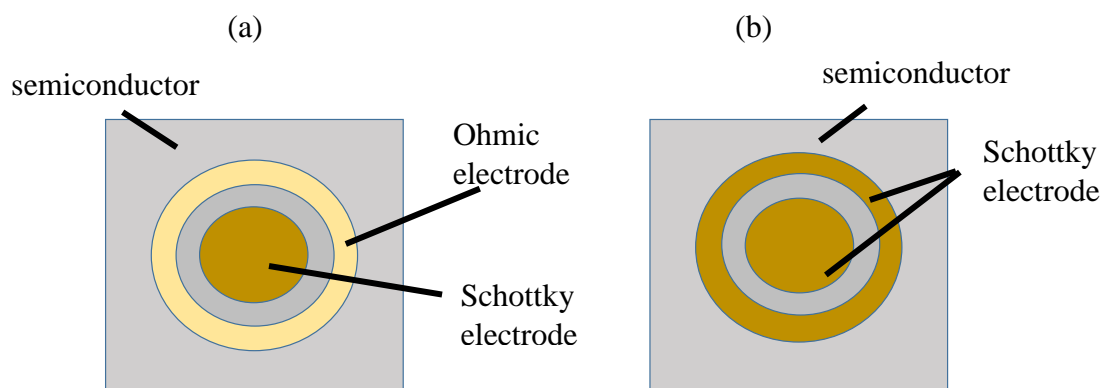 (a)
semiconductor
Ohmic
electrode
Schottky
electrode
(b)
semiconductor
Schottky
electrode